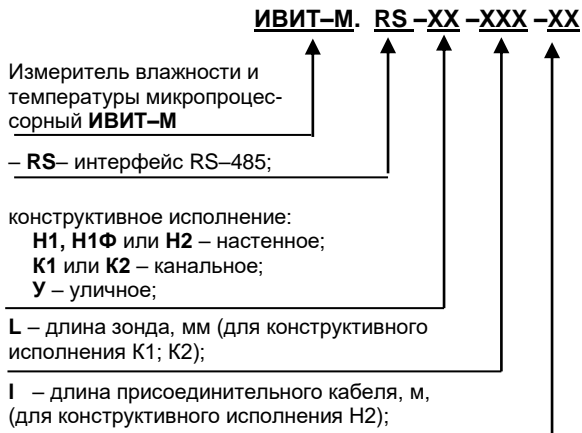 ИВИТ–М. RS –XX –XXX –XX
Измеритель влажности и
температуры микропроцес-
сорный ИВИТ–М
– RS– интерфейс RS–485;
конструктивное исполнение:
Н1, Н1Ф или Н2 – настенное;
К1 или К2 – канальное;
У – уличное;
L – длина зонда, мм (для конструктивного
исполнения К1; К2);
l – длина присоединительного кабеля, м,
(для конструктивного исполнения Н2);